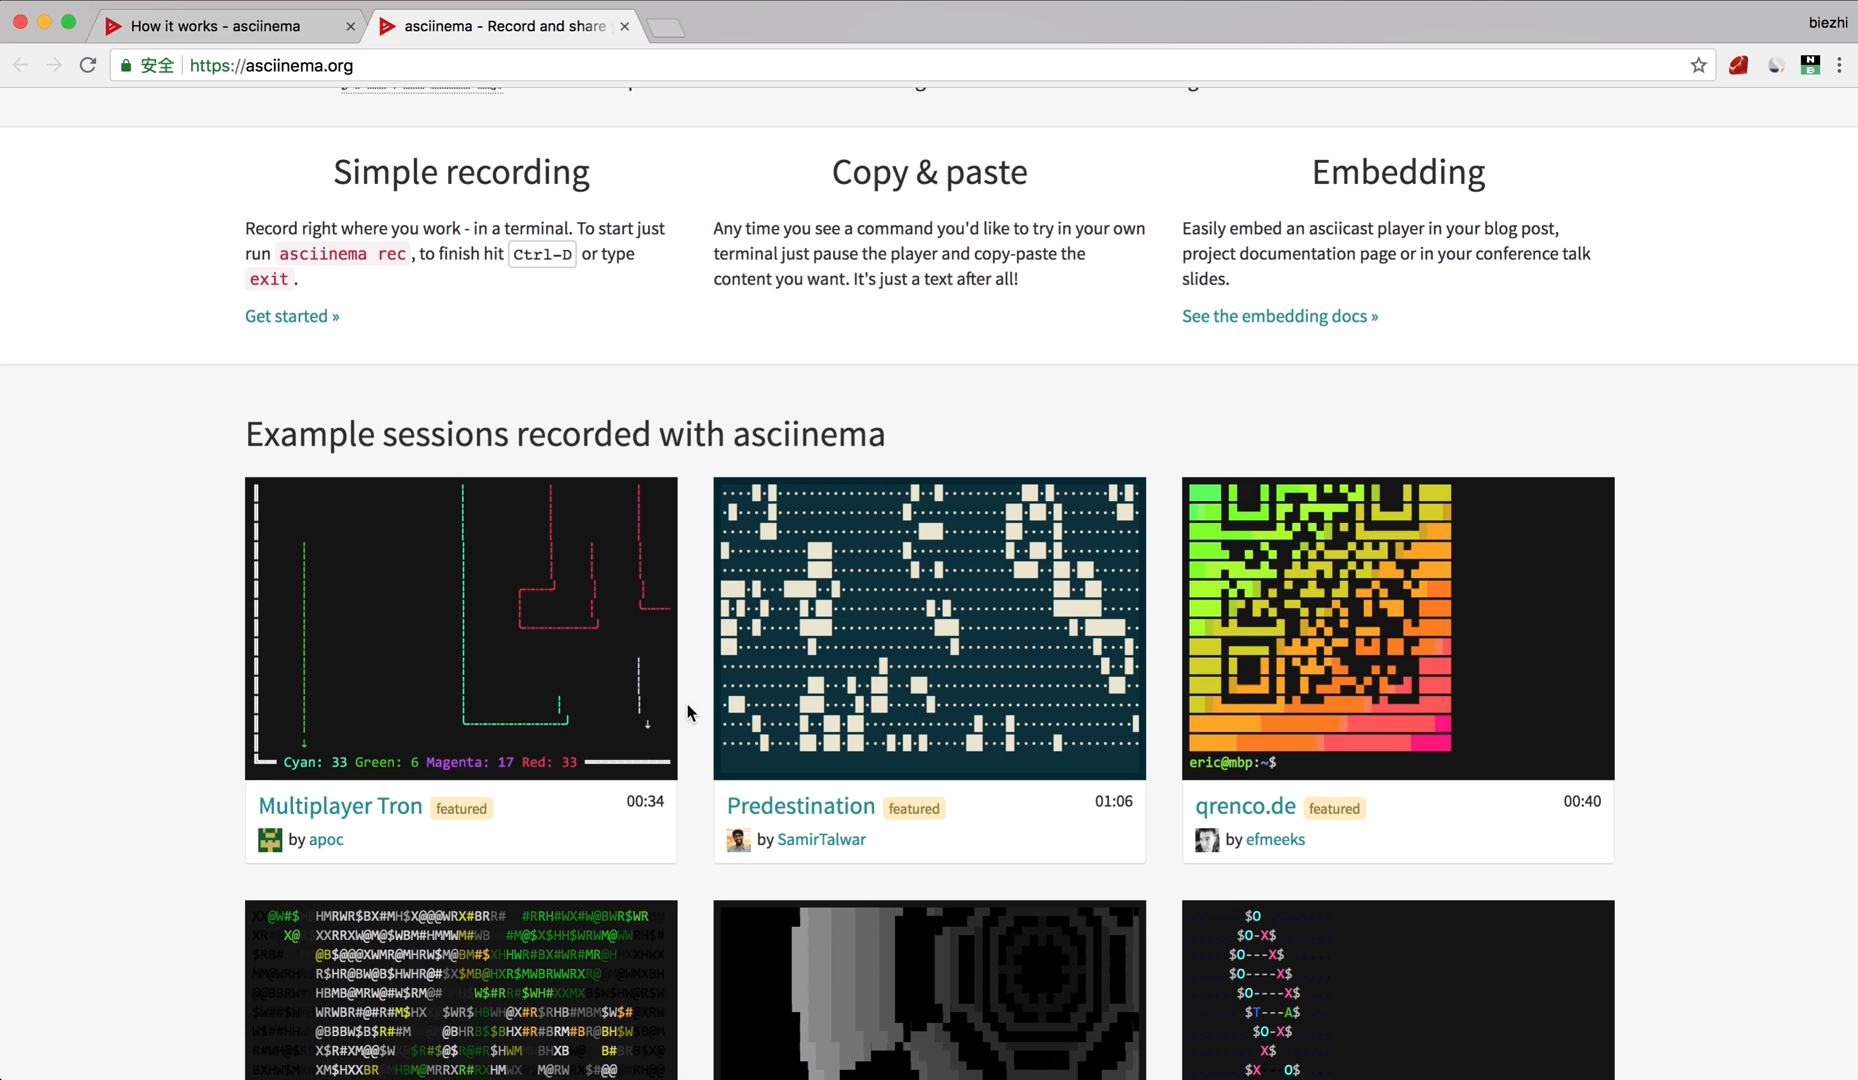 How it works - asciinema
asciinema - Record and share
biezhi
安全
https://asciinema.org
Simple recording
Record right where you work - in a terminal. To start just
run asciinema rec , to finish hit Ctrl-D or type
exit .
Get started »
Copy & paste
Any time you see a command you'd like to try in your own
terminal just pause the player and copy-paste the
content you want. It's just a text after all!
Embedding
Easily embed an asciicast player in your blog post,
project documentation page or in your conference talk
slides.
See the embedding docs »
Example sessions recorded with asciinema
Cyan: 33 Green: 6 Magenta: 17 Red: 33
Multiplayer Tron featured 00:34
by apoc
Predestination featured 01:06
by SamirTalwar
eric@mbp:~$
qrenco.de featured 00:40
by efmeeks
$O
$O-X$
$O---X$
$O----X$
$O----X$
$T---A$
$O-X$
X$
$X O$